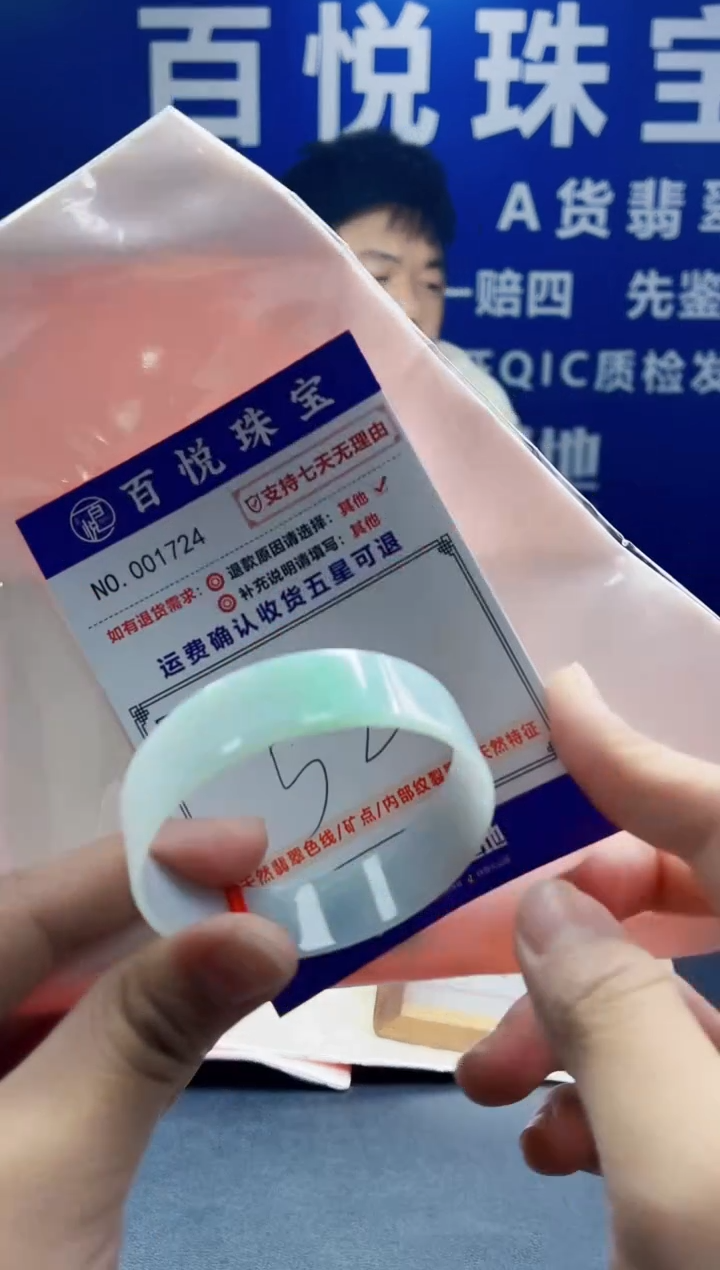 百悦珠宝
A货翡翠
一赔四 先鉴
QIC质检发
地
百悦珠宝
百悦
支持七天无理由
NO.001724
如有退货需求:
退款原因请选择: 其他
补充说明请填写: 其他
运费确认收货五星可退
5
天然翡翠色线/矿点/内部纹裂
天然特征